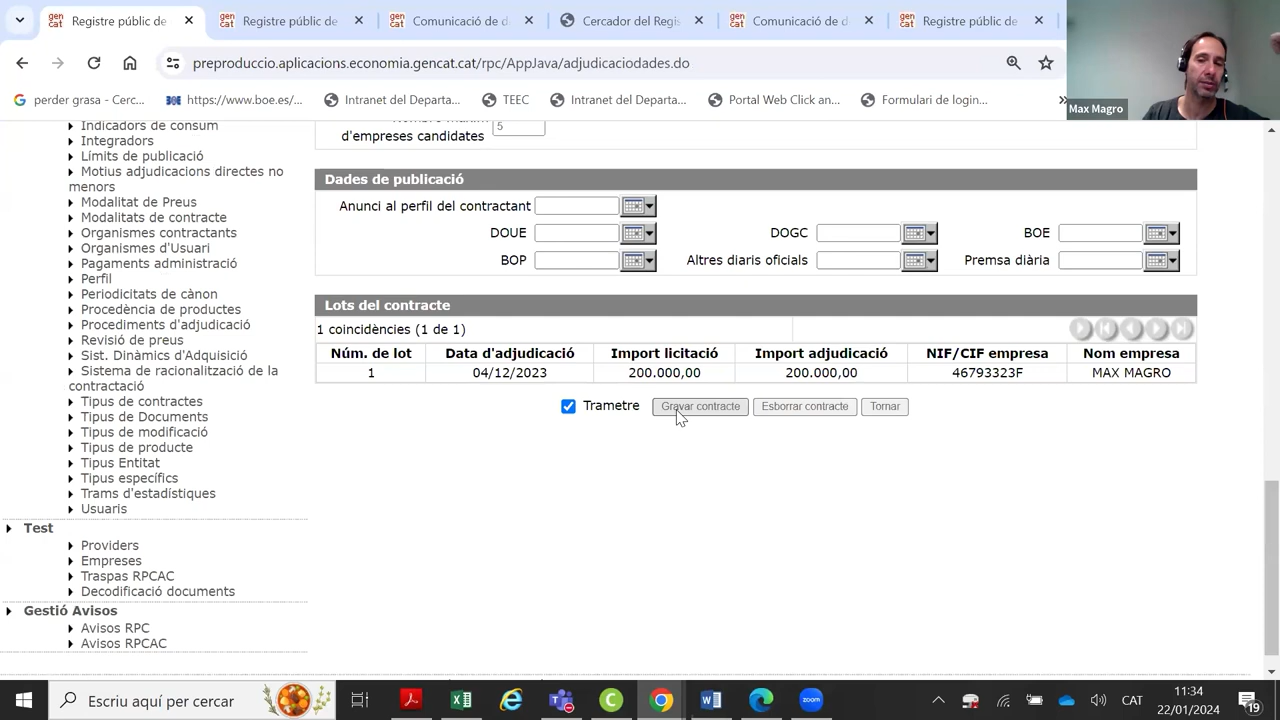 Registre públic de
Registre públic de
Comunicació de d
Cercador del Regis
Comunicació de d
Registre públic de
preproduccio.aplicacions.economia.gencat.cat/rpc/AppJava/adjudicaciodades.do
perder grasa - Cerc...
https://www.boe.es/...
Intranet del Departa...
TEEC
Intranet del Departa...
Portal Web Click an...
Formulari de login...
Max Magro
Indicadors de consum
Integradors
Límits de publicació
Motius adjudicacions directes no
menors
Modalitat de Preus
Modalitats de contracte
Organismes contractants
Organismes d'Usuari
Pagaments administració
Perfil
Periodicitats de cànon
Procedència de productes
Procediments d'adjudicació
Revisió de preus
Sist. Dinàmics d'Adquisició
Sistema de racionalització de la
contractació
Tipus de contractes
Tipus de Documents
Tipus de modificació
Tipus de producte
Tipus Entitat
Tipus específics
Trams d'estadístiques
Usuaris
Test
Providers
Empreses
Traspas RPCAC
Decodificació documents
Gestió Avisos
Avisos RPC
Avisos RPCAC
d'empreses candidates 5
Dades de publicació
Anunci al perfil del contractant
DOUE DOGC BOE
BOP Altres diaris oficials Premsa diària
Lots del contracte
1 coincidències (1 de 1)
Núm. de lot Data d'adjudicació Import licitació Import adjudicació NIF/CIF empresa Nom empresa
1 04/12/2023 200.000,00 200.000,00 46793323F MAX MAGRO
Trametre Gravar contracte Esborrar contracte Tornar
Escriu aquí per cercar
CAT
11:34
22/01/2024
19